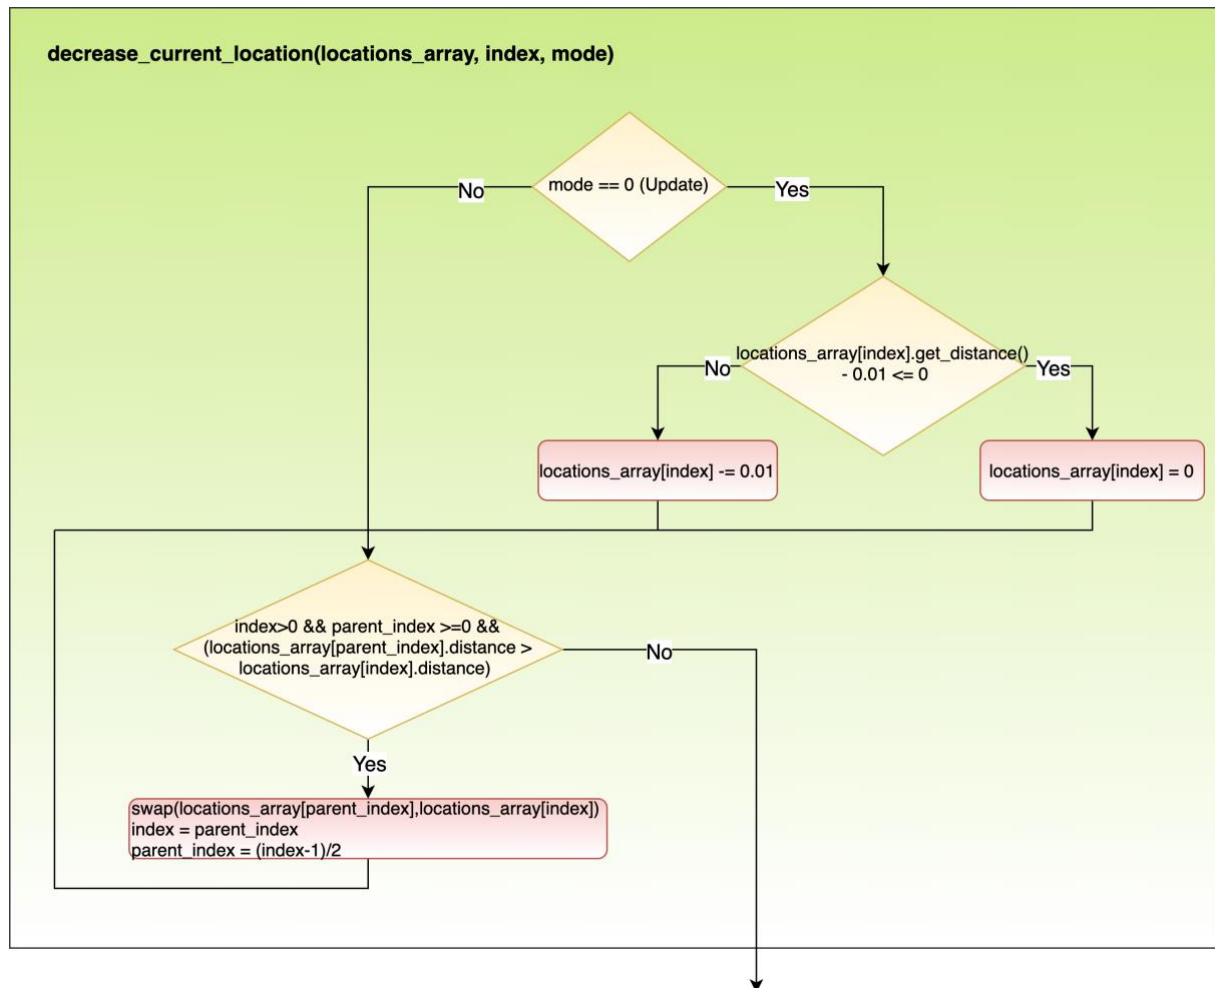 decrease_current_location(locations_array, index, mode)
mode == 0 (Update)
No
Yes
locations_array[index].get_distance()
- 0.01 <= 0
No
Yes
locations_array[index] -= 0.01
locations_array[index] = 0
index>0 && parent_index >=0 &&
(locations_array[parent_index].distance >
locations_array[index].distance)
No
Yes
swap(locations_array[parent_index],locations_array[index])
index = parent_index
parent_index = (index-1)/2